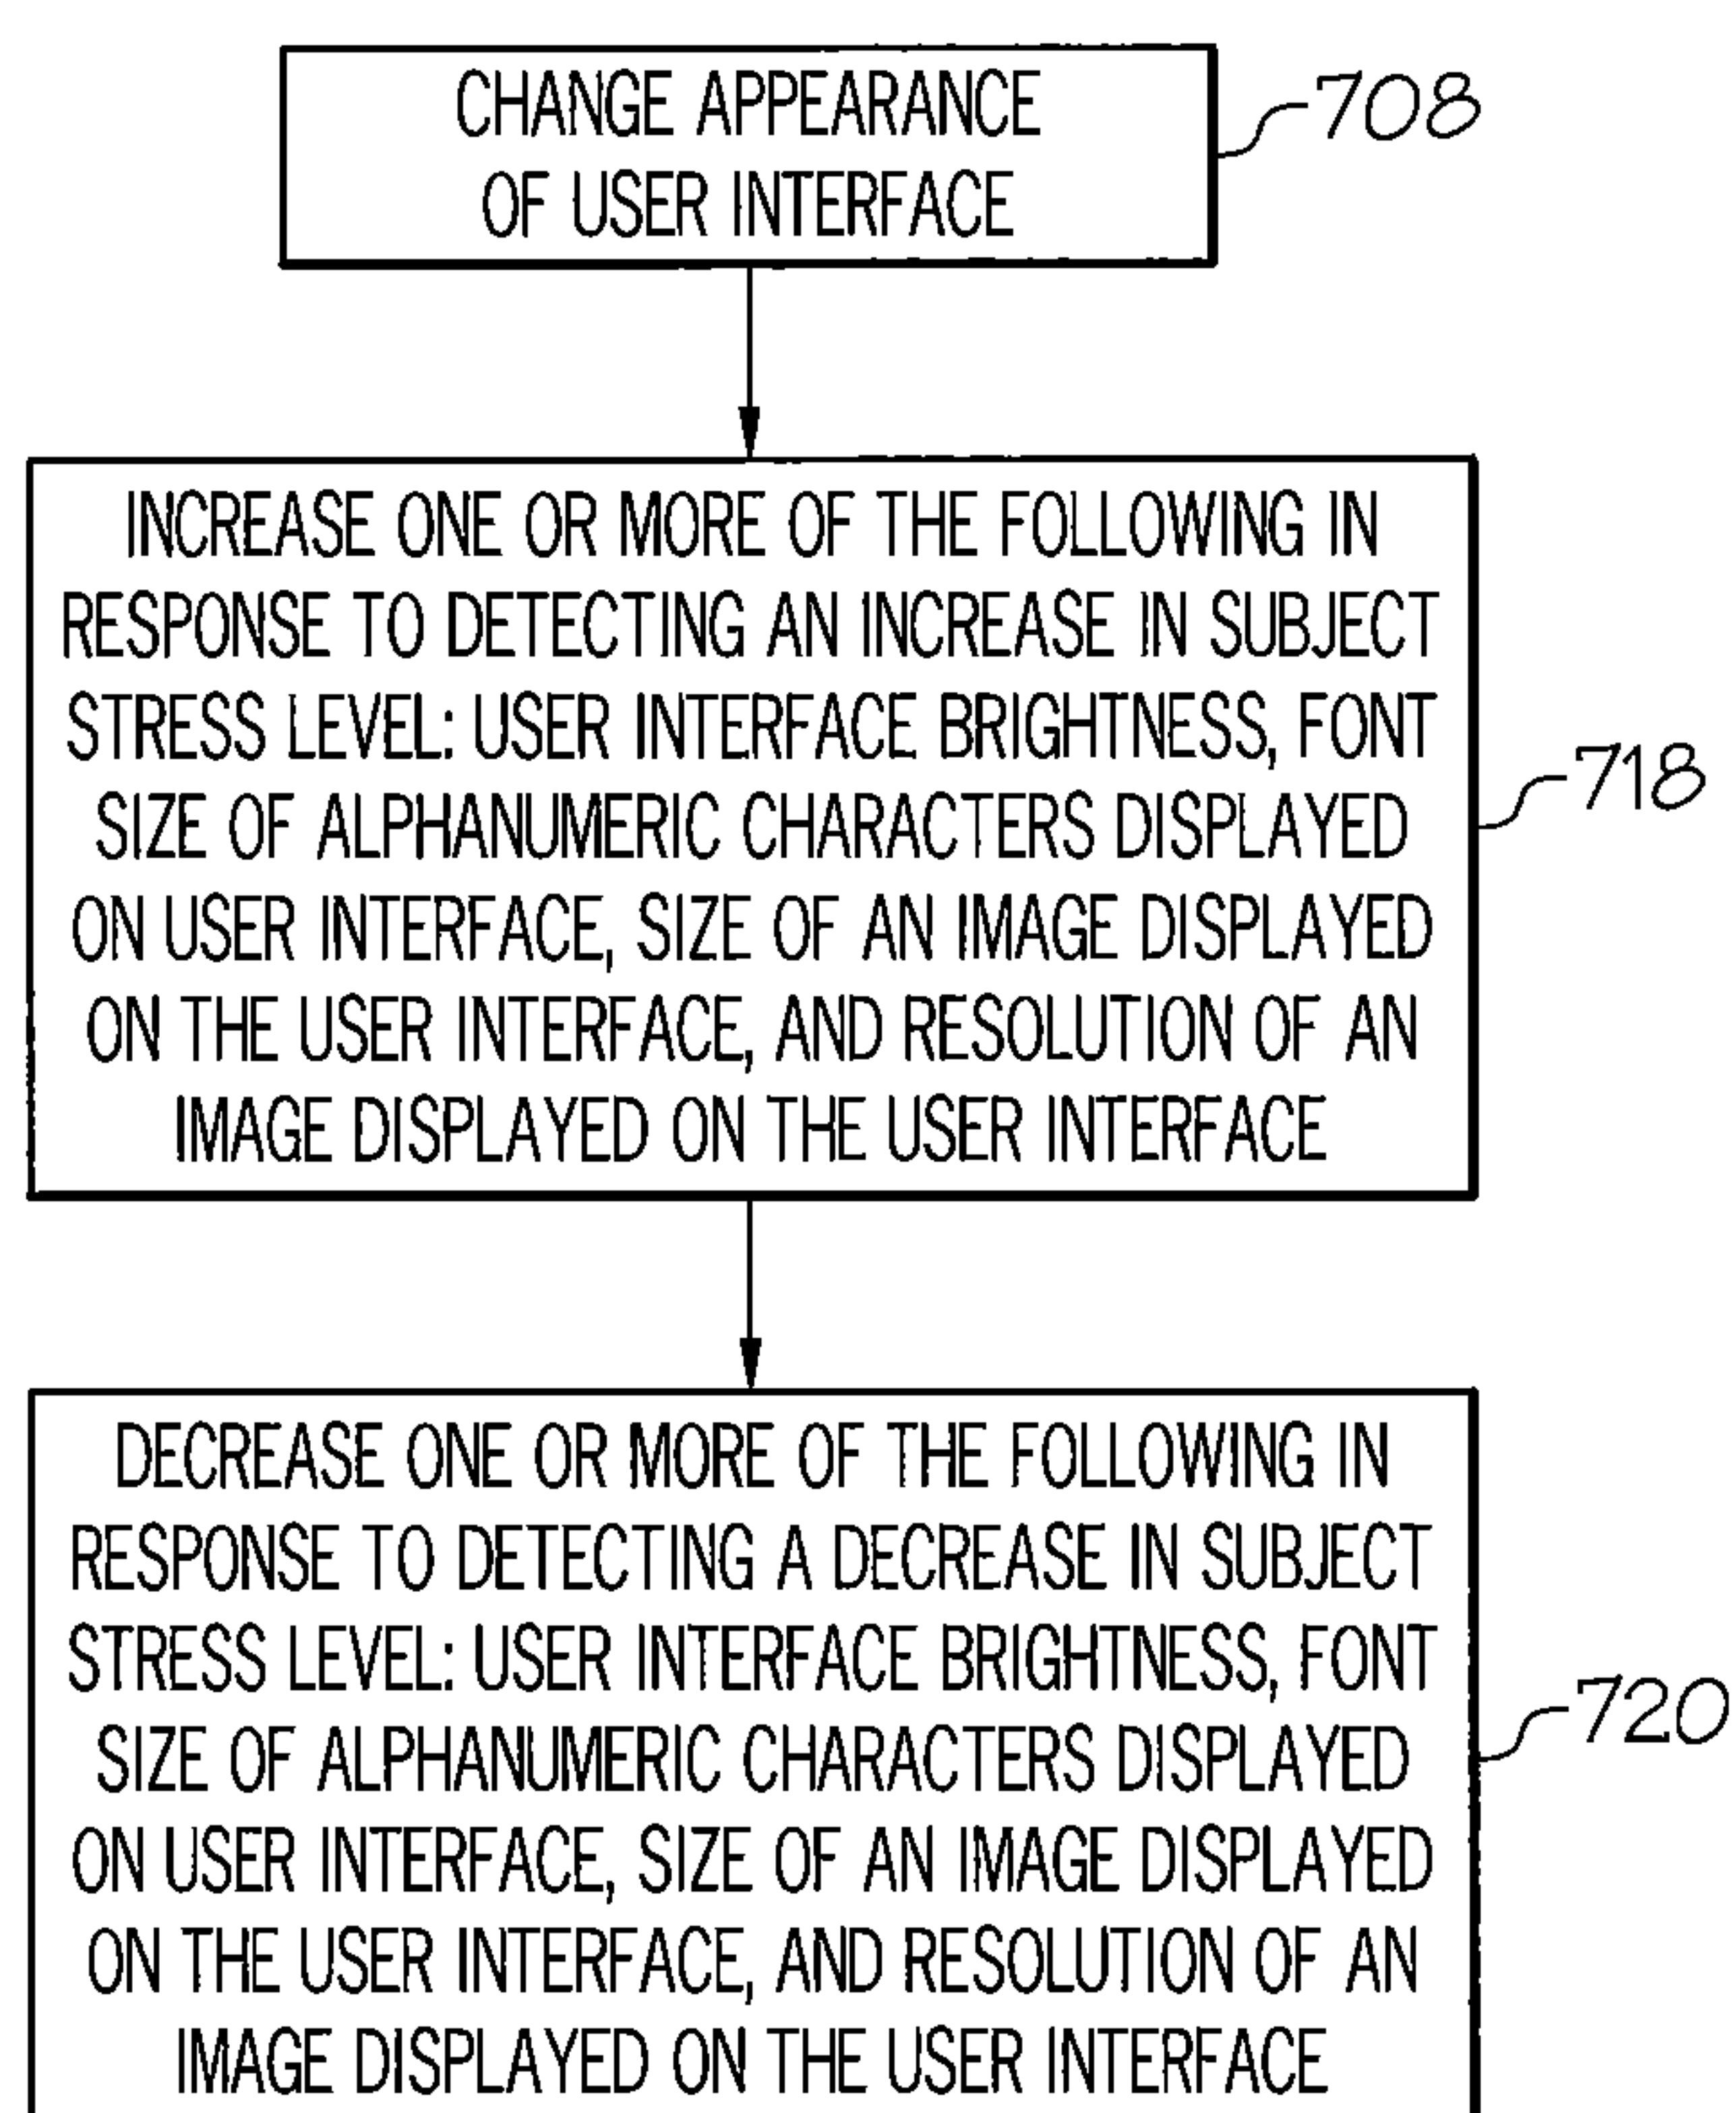 CHANGE APPEARANCE
OF USER INTERFACE
708
INCREASE ONE OR MORE OF THE FOLLOWING IN
RESPONSE TO DETECTING AN INCREASE IN SUBJECT
STRESS LEVEL: USER INTERFACE BRIGHTNESS, FONT
SIZE OF ALPHANUMERIC CHARACTERS DISPLAYED
ON USER INTERFACE, SIZE OF AN IMAGE DISPLAYED
ON THE USER INTERFACE, AND RESOLUTION OF AN
IMAGE DISPLAYED ON THE USER INTERFACE
718
DECREASE ONE OR MORE OF THE FOLLOWING IN
RESPONSE TO DETECTING A DECREASE IN SUBJECT
STRESS LEVEL: USER INTERFACE BRIGHTNESS, FONT
SIZE OF ALPHANUMERIC CHARACTERS DISPLAYED
ON USER INTERFACE, SIZE OF AN IMAGE DISPLAYED
ON THE USER INTERFACE, AND RESOLUTION OF AN
IMAGE DISPLAYED ON THE USER INTERFACE
720